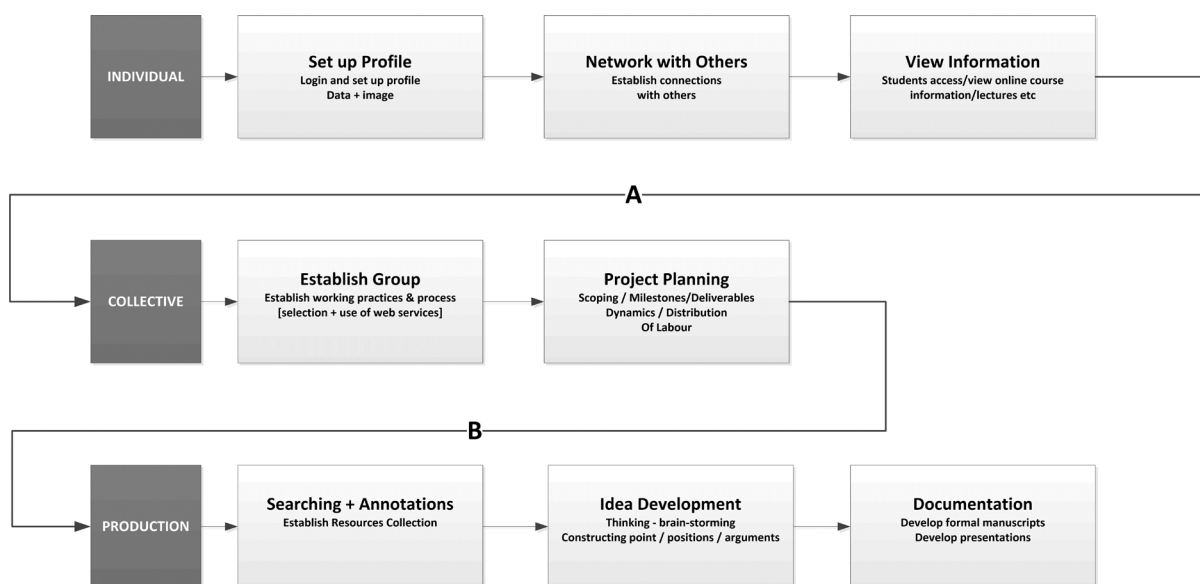 INDIVIDUAL
Set up Profile
Login and set up profile
Data + image
Network with Others
Establish connections
with others
View Information
Students access/view online course
information/lectures etc
A
COLLECTIVE
Establish Group
Establish working practices & process
[selection + use of web services]
Project Planning
Scoping / Milestones/Deliverables
Dynamics / Distribution
Of Labour
B
PRODUCTION
Searching + Annotations
Establish Resources Collection
Idea Development
Thinking - brain-storming
Constructing point / positions / arguments
Documentation
Develop formal manuscripts
Develop presentations